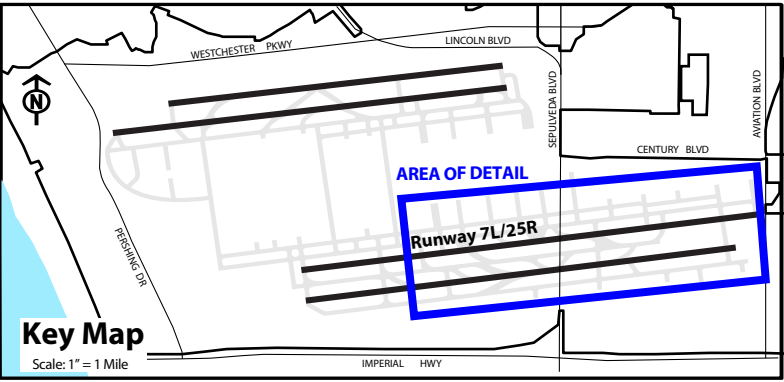 WESTCHESTER PKWY
LINCOLN BLVD
N
SEPULVEDA BLVD
AVIATION BLVD
CENTURY BLVD
AREA OF DETAIL
Runway 7L/25R
PERSHING DR
Key Map
Scale: 1" = 1 Mile
IMPERIAL HWY